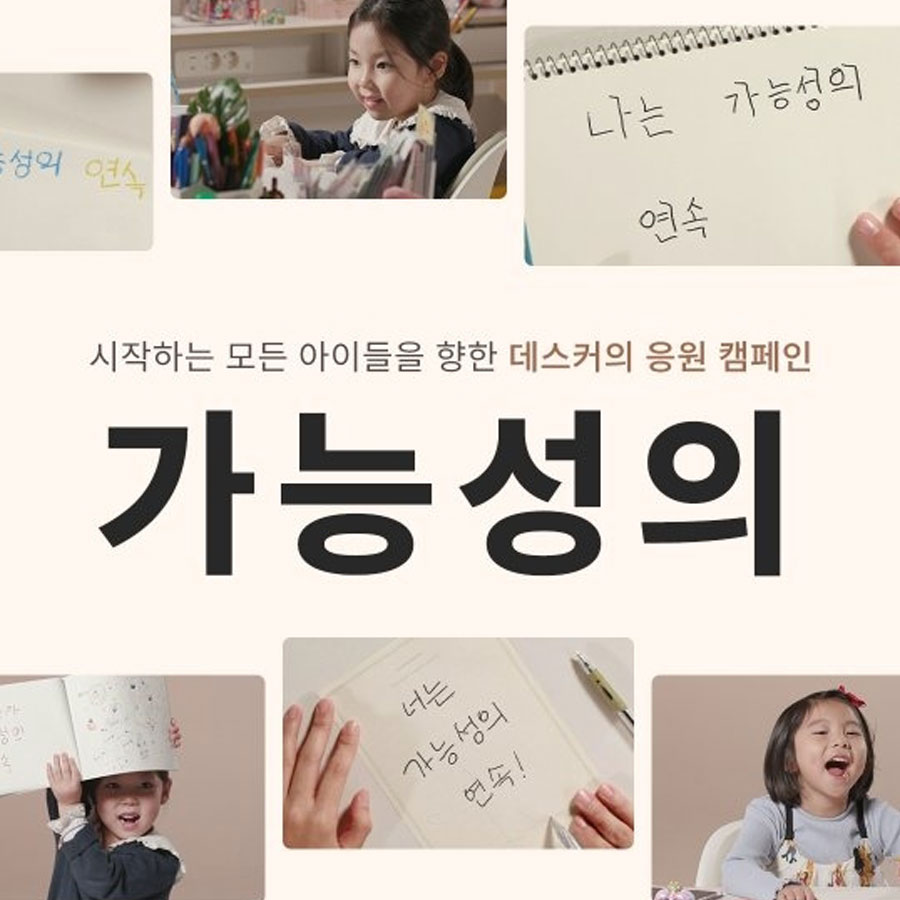 능성의 연속
나는 가능성의
연속
시작하는 모든 아이들을 향한 데스커의 응원 캠페인
가능성의
너는
가능성의
연속!